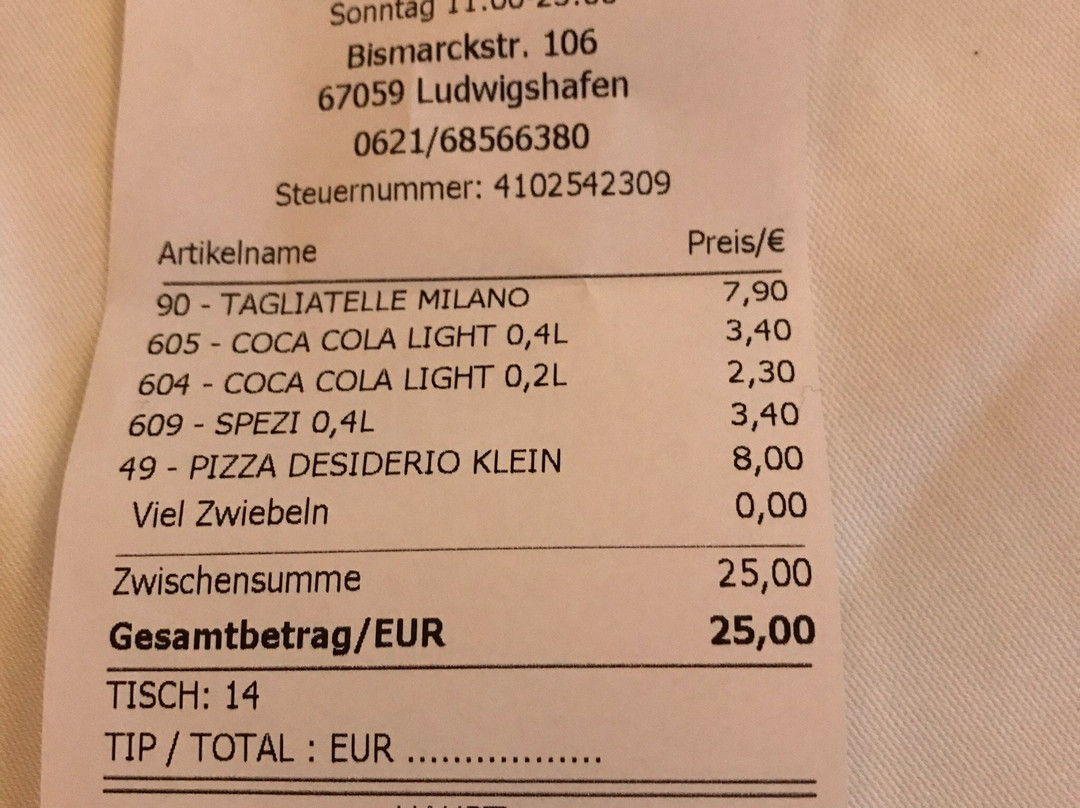 Sonntag
Bismarckstr. 106
67059 Ludwigshafen
0621/68566380
Steuernummer: 4102542309
Artikelname Preis/€
90 - TAGLIATELLE MILANO 7,90
605 - COCA COLA LIGHT 0,4L 3,40
604 - COCA COLA LIGHT 0,2L 2,30
609 - SPEZI 0,4L 3,40
49 - PIZZA DESIDERIO KLEIN 8,00
Viel Zwiebeln 0,00
Zwischensumme 25,00
Gesamtbetrag/EUR 25,00
TISCH: 14
TIP / TOTAL : EUR .................